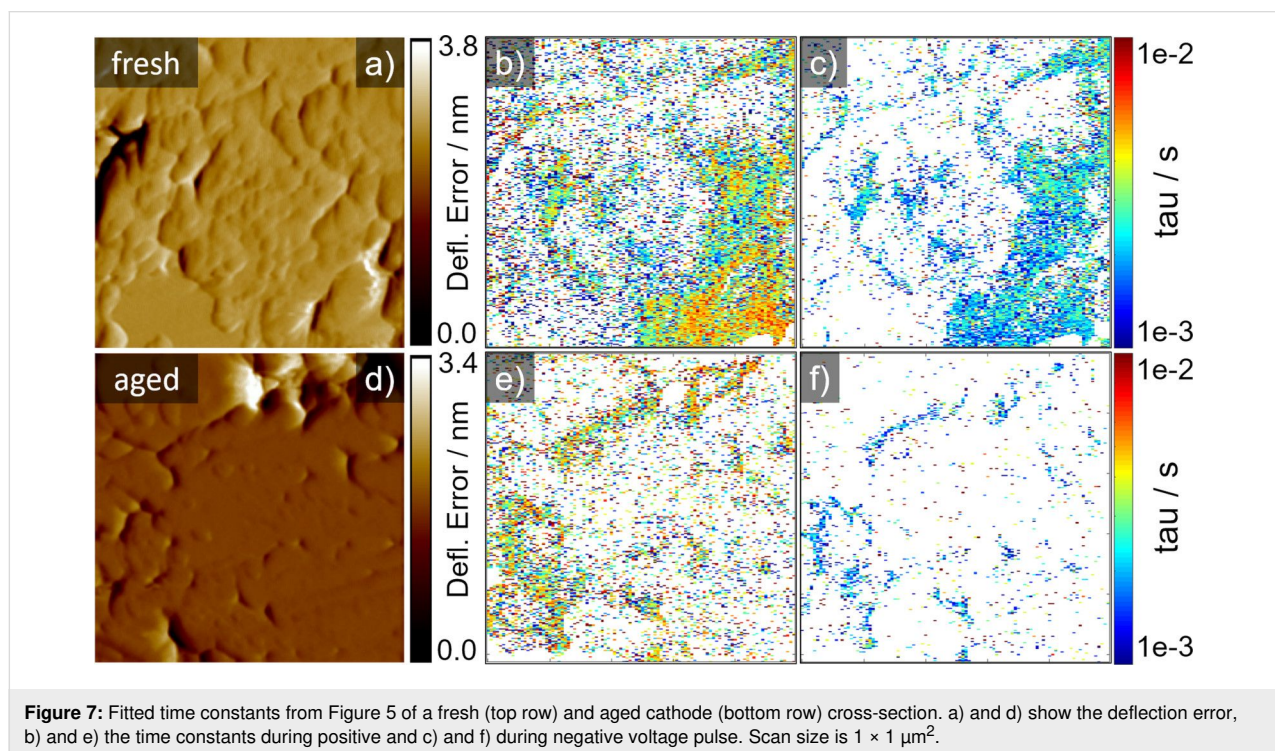 fresh a) 3.8 b) c) 1e-2
Defl. Error / nm tau / s
0.0 1e-3
aged d) 3.4 e) f) 1e-2
Defl. Error / nm tau / s
0.0 1e-3
Figure 7: Fitted time constants from Figure 5 of a fresh (top row) and aged cathode (bottom row) cross-section. a) and d) show the deflection error,
b) and e) the time constants during positive and c) and f) during negative voltage pulse. Scan size is 1 × 1 μm².